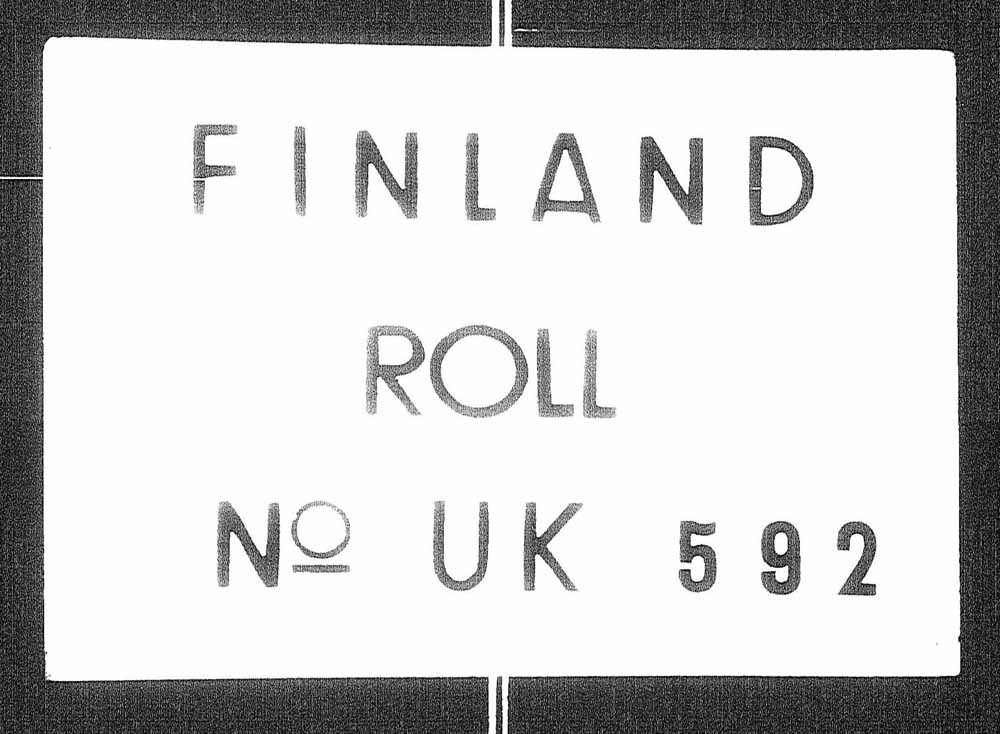 FINLAND
ROLL
Nº UK 592